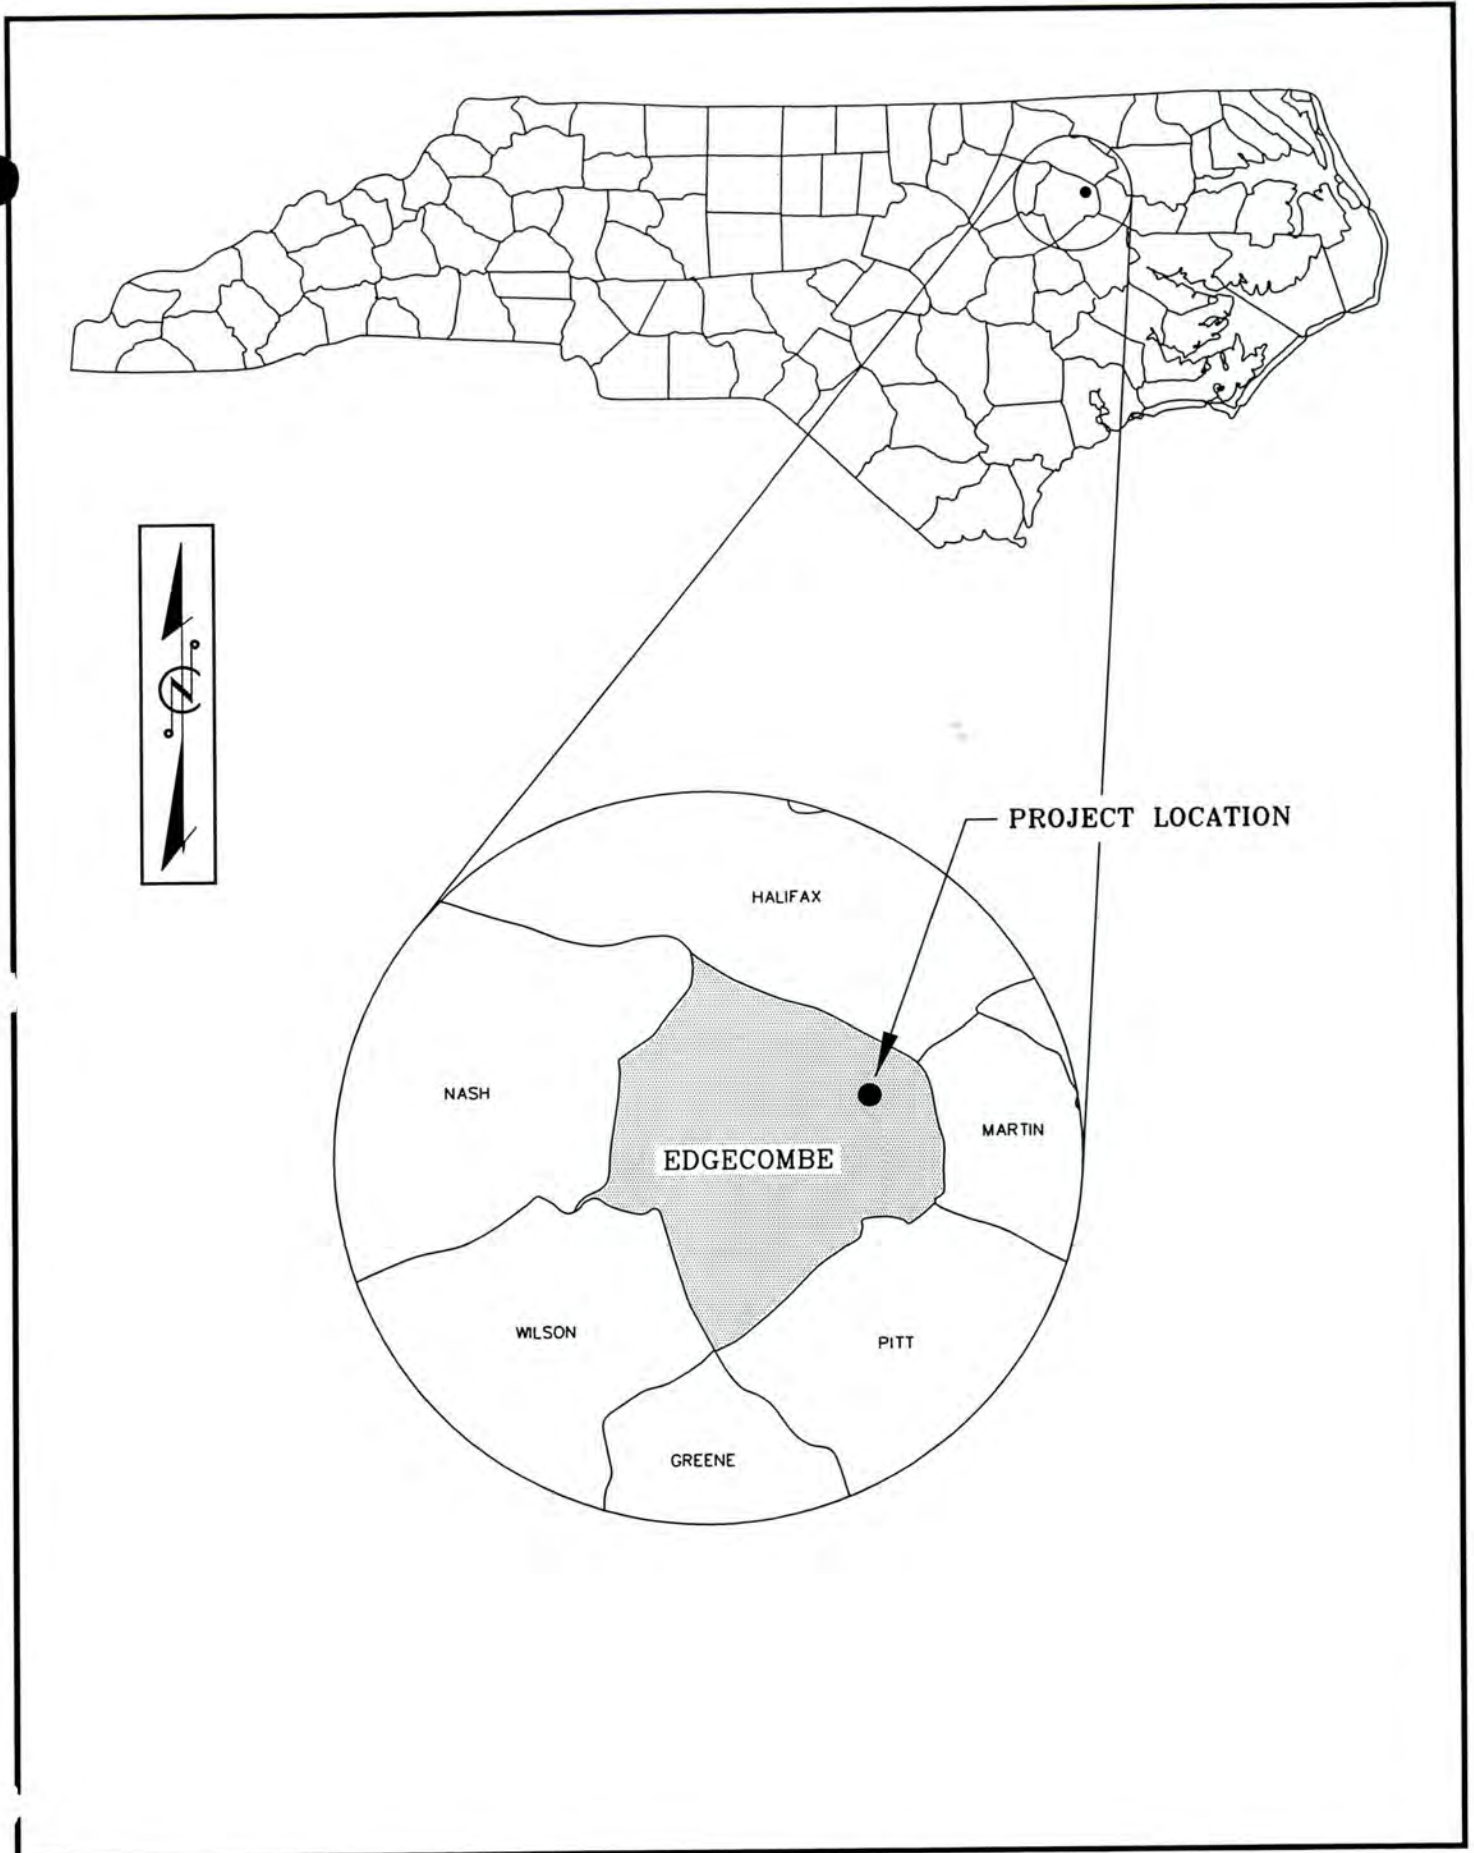 PROJECT LOCATION
HALIFAX
NASH
MARTIN
EDGECOMBE
WILSON
PITT
GREENE